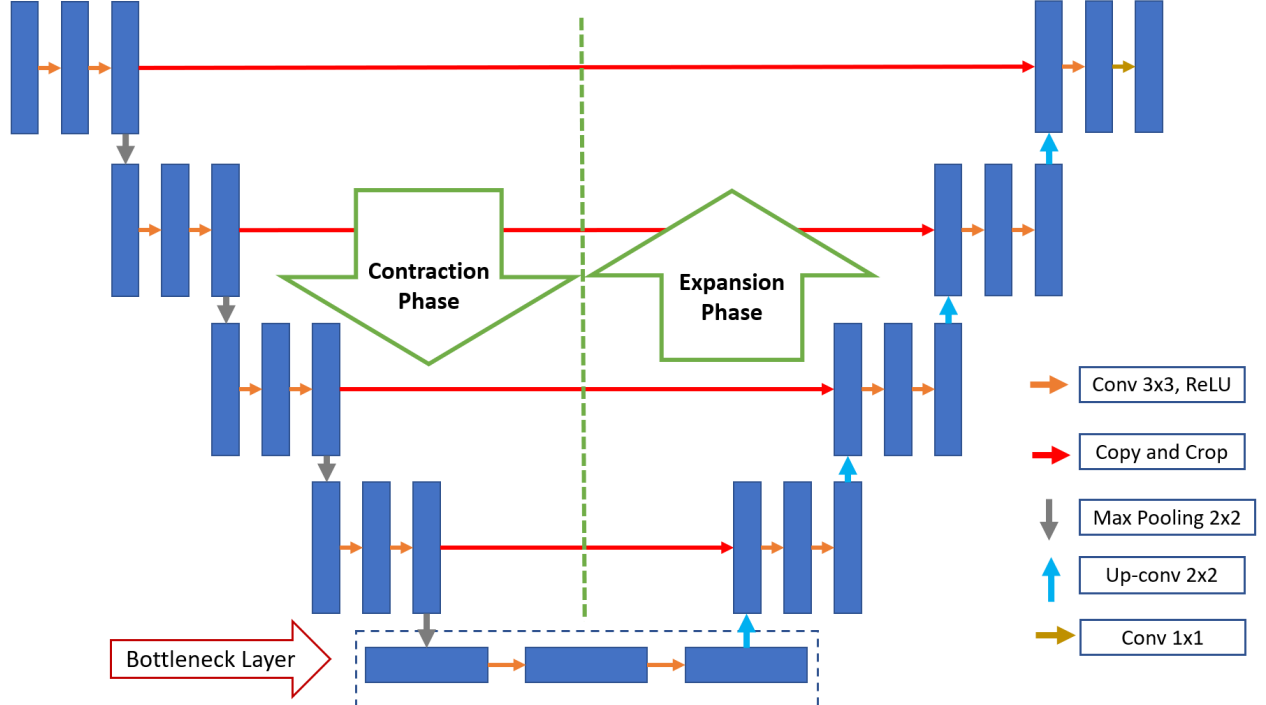 Contraction
Phase
Expansion
Phase
Conv 3x3, ReLU
Copy and Crop
Max Pooling 2x2
Up-conv 2x2
Conv 1x1
Bottleneck Layer